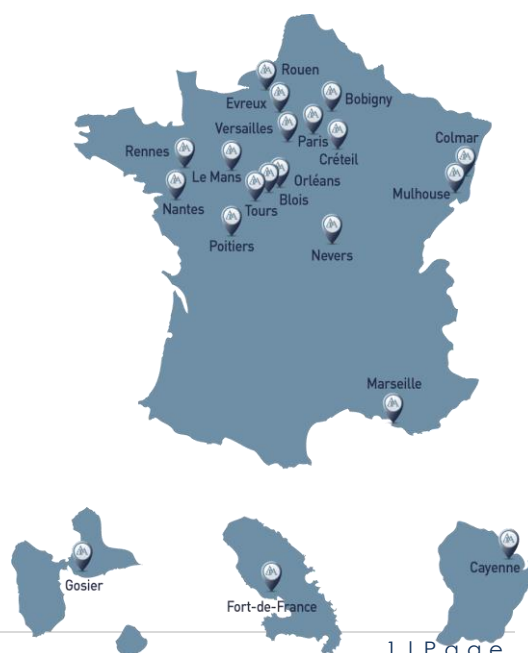 Rouen
Evreux
Bobigny
Versailles
Paris
Créteil
Colmar
Rennes
Le Mans
Orléans
Mulhouse
Blois
Nantes
Tours
Poitiers
Nevers
Marseille
Gosier
Fort-de-France
Cayenne
1 | P a g e